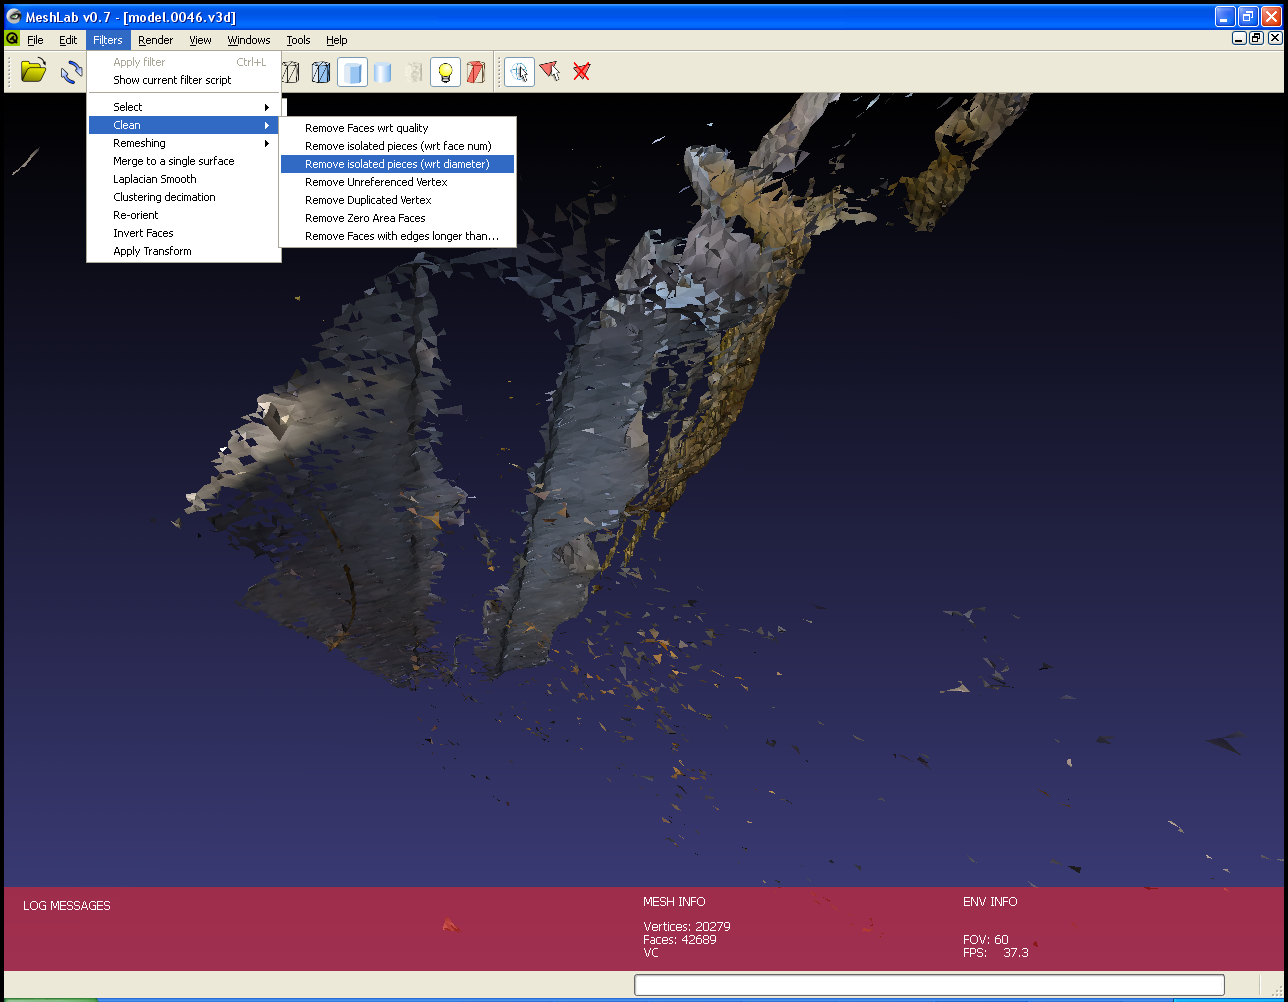 MeshLab v0.7 - [model.0046.v3d]
File Edit Filters Render View Windows Tools Help
Apply filter Ctrl+L
Show current filter script
Select
Clean
Remeshing
Merge to a single surface
Laplacian Smooth
Clustering decimation
Re-orient
Invert Faces
Apply Transform
Remove Faces wrt quality
Remove isolated pieces (wrt face num)
Remove isolated pieces (wrt diameter)
Remove Unreferenced Vertex
Remove Duplicated Vertex
Remove Zero Area Faces
Remove Faces with edges longer than...
LOG MESSAGES
MESH INFO
Vertices: 20279
Faces: 42689
VC
ENV INFO
FOV: 60
FPS: 37.3